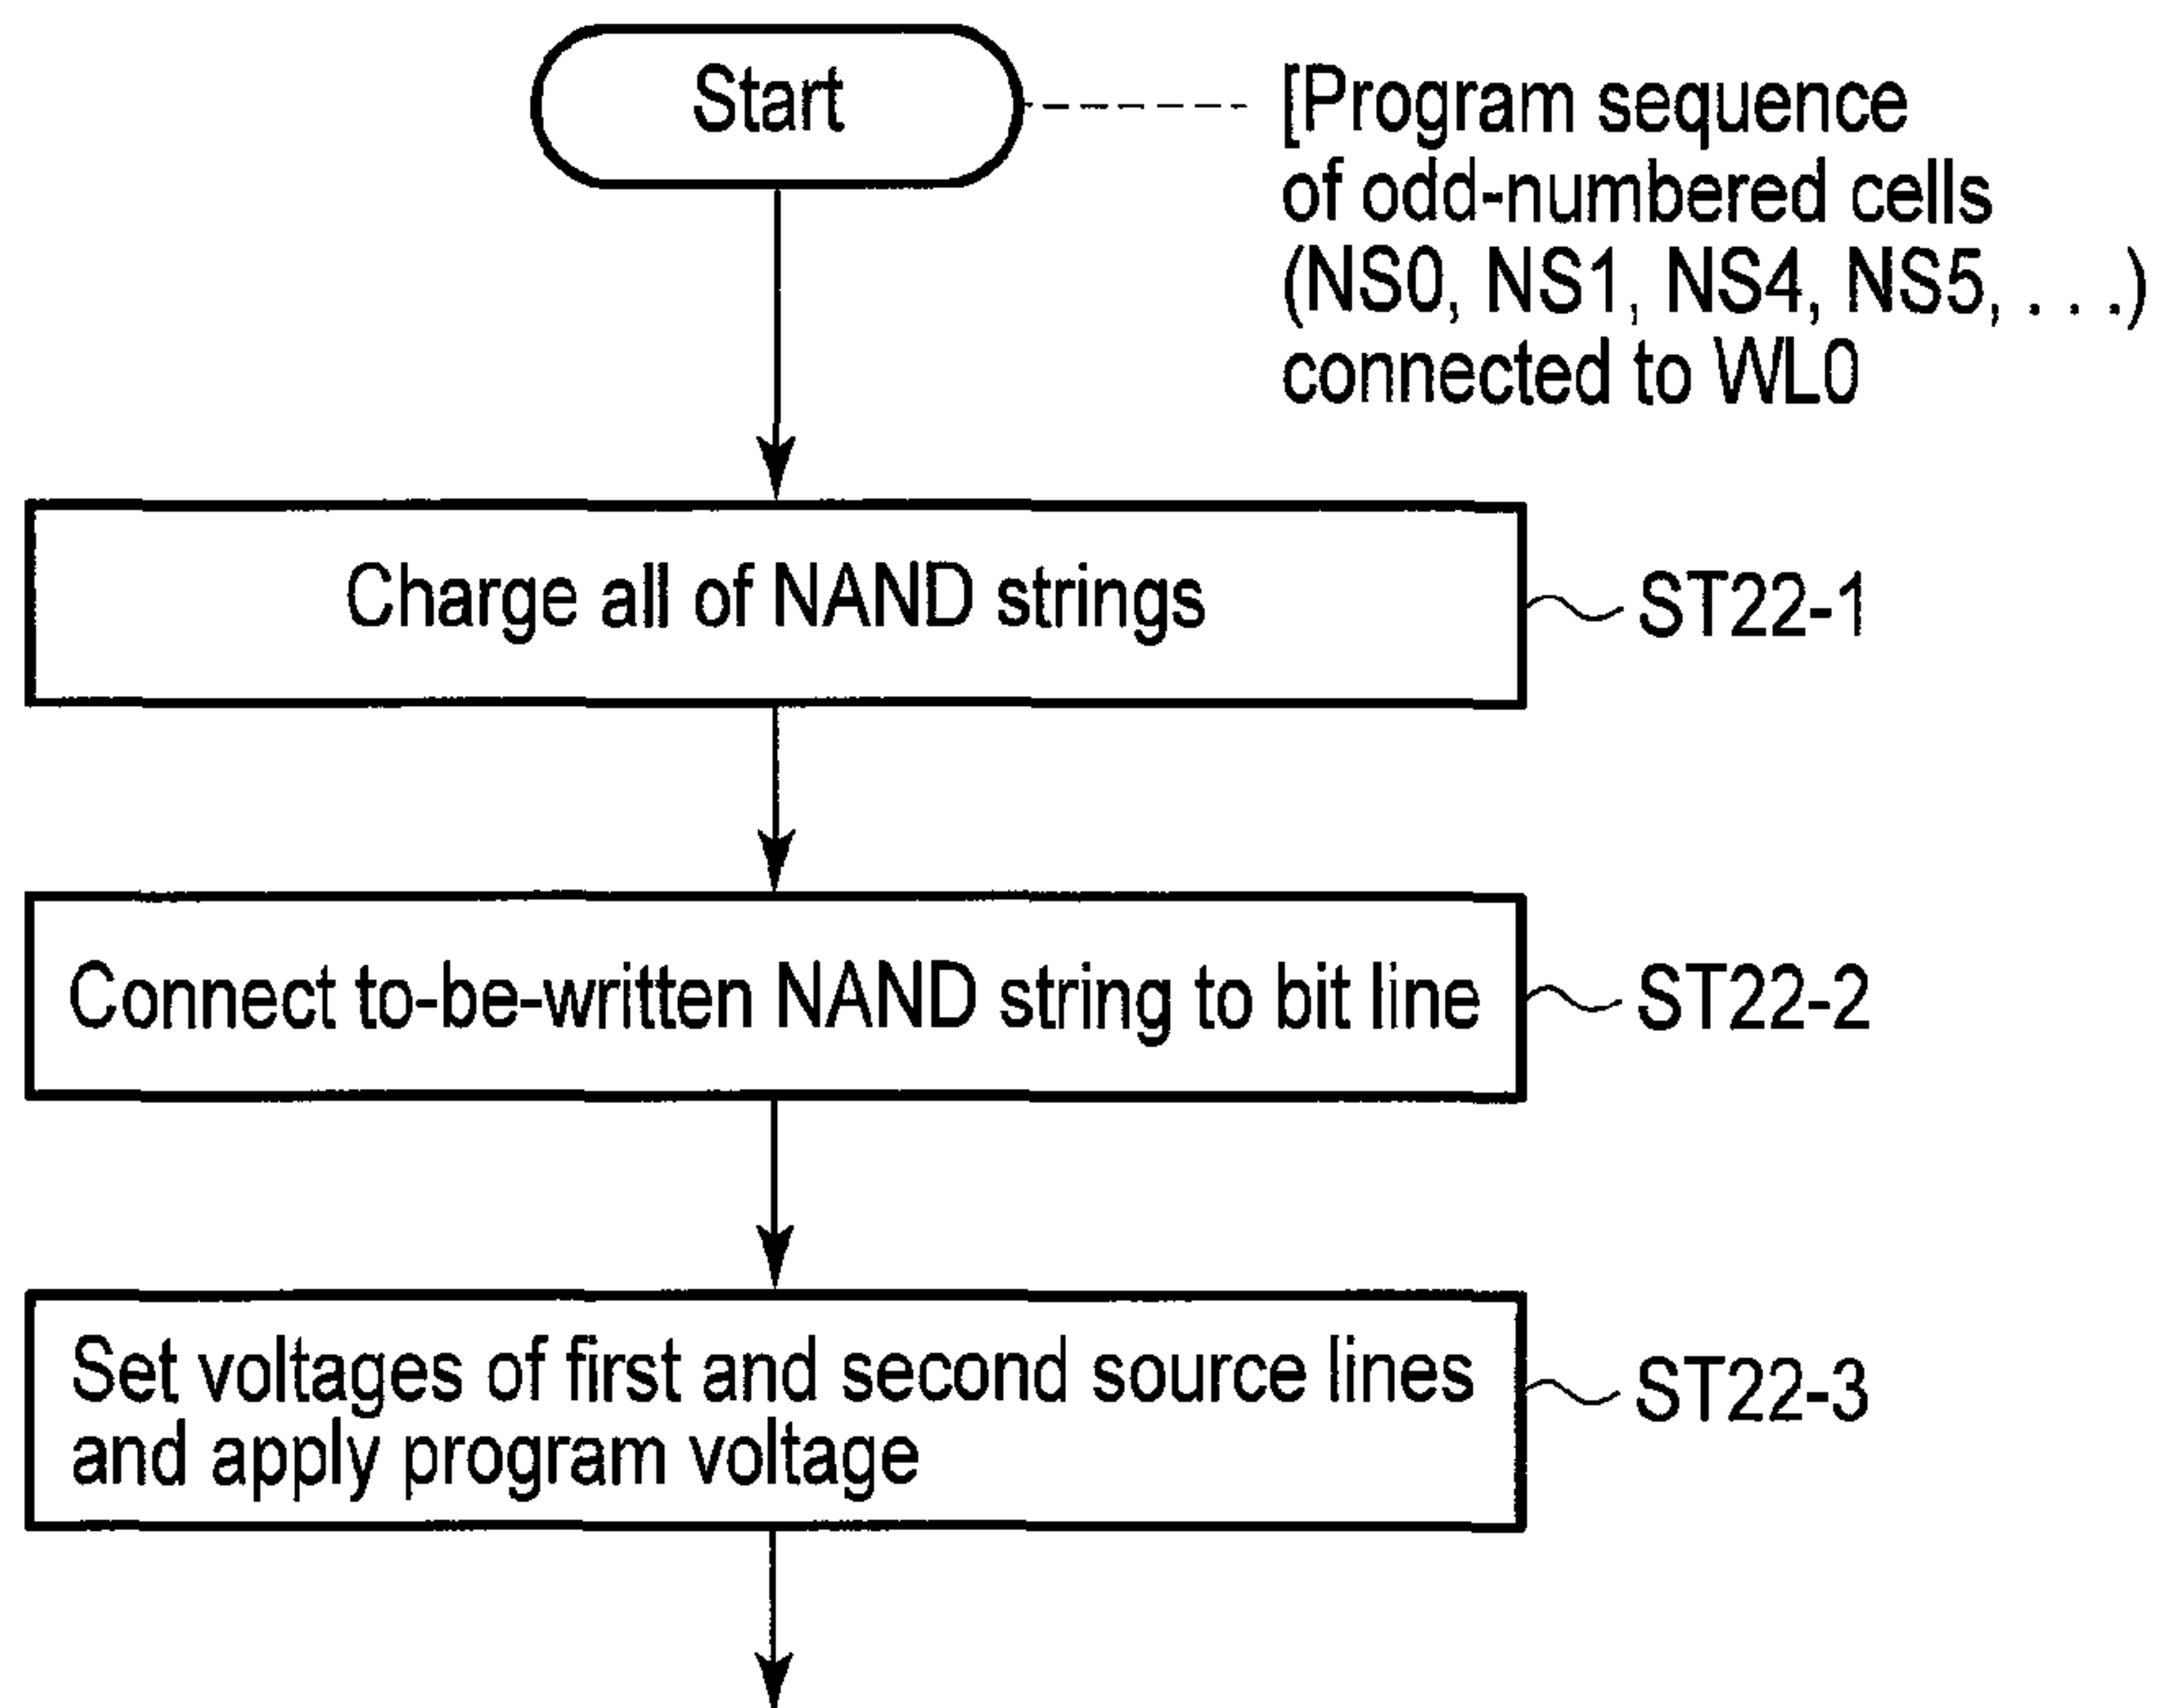 Start
[Program sequence
of odd-numbered cells
(NS0, NS1, NS4, NS5, . . .)
connected to WL0
Charge all of NAND strings
ST22-1
Connect to-be-written NAND string to bit line
ST22-2
Set voltages of first and second source lines
and apply program voltage
ST22-3